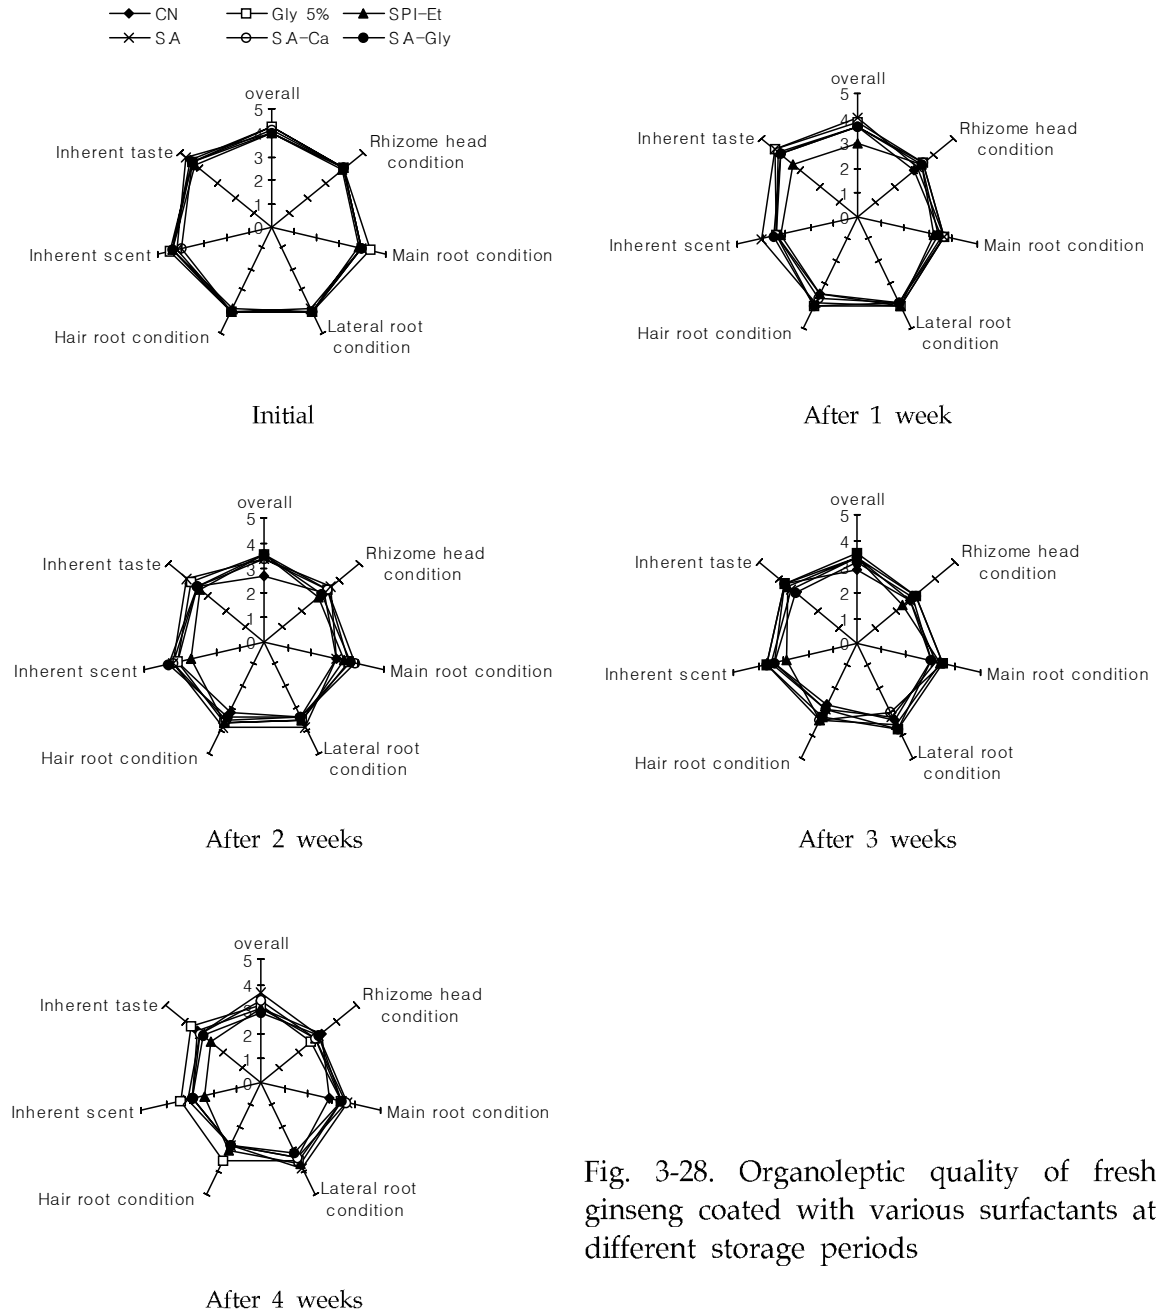 CN Gly 5% SPI-Et
SA SA-Ca SA-Gly
overall
5
4
3
2
1
0
Rhizome head
condition
Main root condition
Lateral root
condition
Hair root condition
Inherent scent
Inherent taste
Initial
overall
5
4
3
2
1
0
Rhizome head
condition
Main root condition
Lateral root
condition
Hair root condition
Inherent scent
Inherent taste
After 1 week
overall
5
4
3
2
1
0
Rhizome head
condition
Main root condition
Lateral root
condition
Hair root condition
Inherent scent
Inherent taste
After 2 weeks
overall
5
4
3
2
1
0
Rhizome head
condition
Main root condition
Lateral root
condition
Hair root condition
Inherent scent
Inherent taste
After 3 weeks
overall
5
4
3
2
1
0
Rhizome head
condition
Main root condition
Lateral root
condition
Hair root condition
Inherent scent
Inherent taste
After 4 weeks
Fig. 3-28. Organoleptic quality of fresh
ginseng coated with various surfactants at
different storage periods